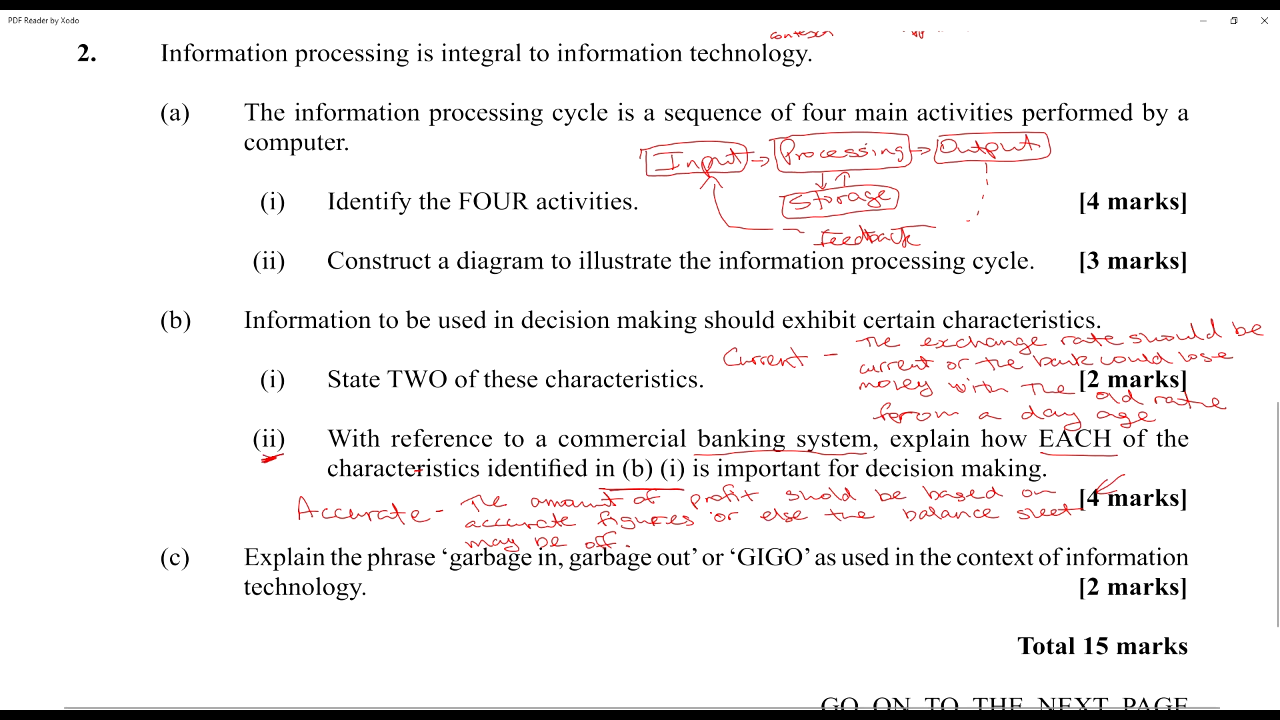 PDF Reader by Xodo
2. Information processing is integral to information technology.
(a) The information processing cycle is a sequence of four main activities performed by a
computer.
Input → Processing → Output
(i) Identify the FOUR activities. [4 marks]
Storage
Feedback
(ii) Construct a diagram to illustrate the information processing cycle. [3 marks]
(b) Information to be used in decision making should exhibit certain characteristics.
Current - The exchange rate should be
current or the bank could lose
(i) State TWO of these characteristics. [2 marks]
money with the old rate
from a day age
(ii) With reference to a commercial banking system, explain how EACH of the
characteristics identified in (b) (i) is important for decision making.
[4 marks]
Accurate - The amount of profit shold be based on
accurate figures or else the balance sheet
may be off.
(c) Explain the phrase ‘garbage in, garbage out’ or ‘GIGO’ as used in the context of information
technology. [2 marks]
Total 15 marks
GO ON TO THE NEXT PAGE